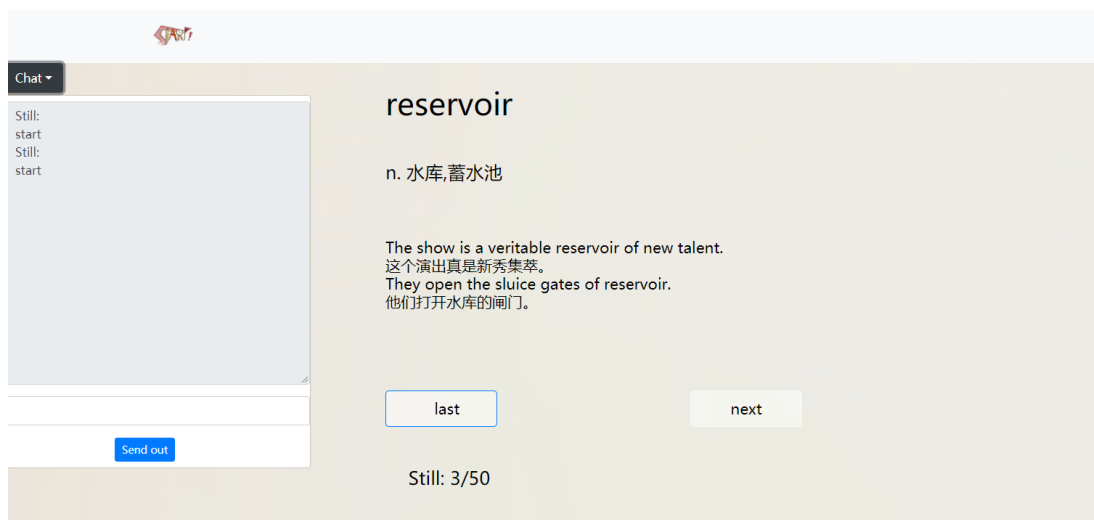 START!
Chat
Still:
start
Still:
start
Send out
reservoir
n. 水库,蓄水池
The show is a veritable reservoir of new talent.
这个演出真是新秀集萃。
They open the sluice gates of reservoir.
他们打开水库的闸门。
last
next
Still: 3/50